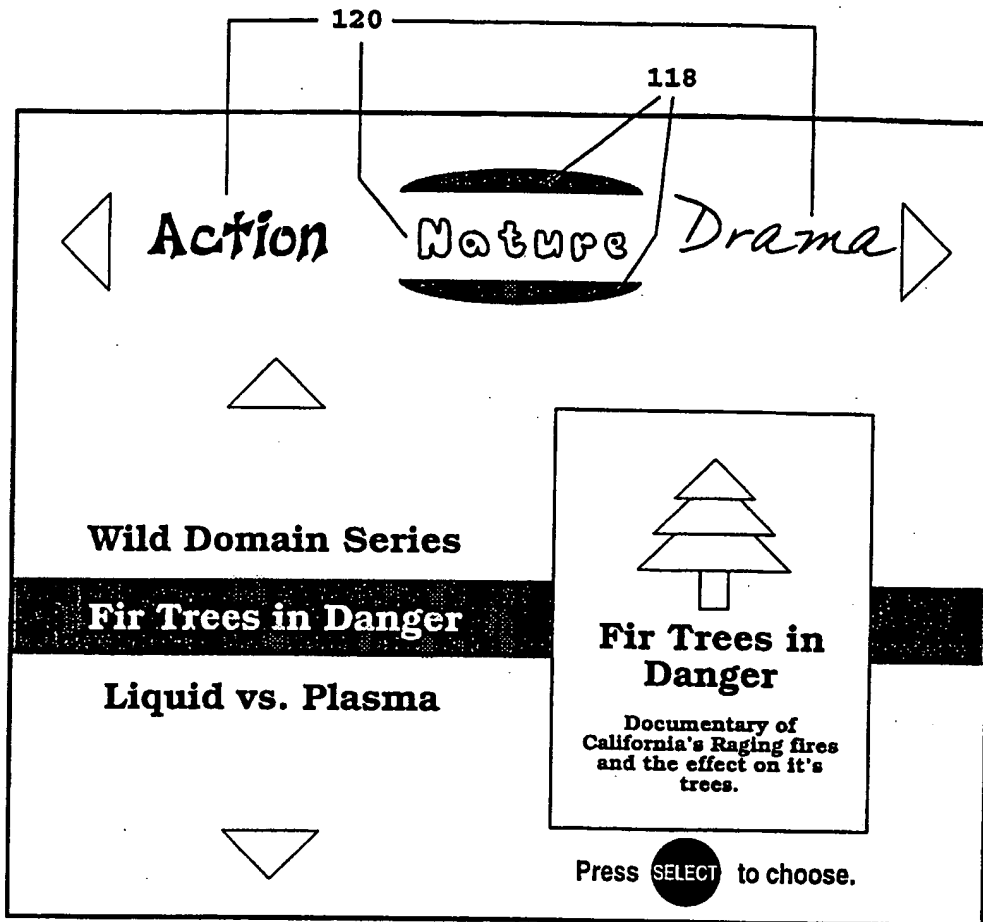 120
118
Action Nature Drama
Wild Domain Series
Fir Trees in Danger
Liquid vs. Plasma
Fir Trees in
Danger
Documentary of
California's Raging fires
and the effect on it's
trees.
Press SELECT to choose.